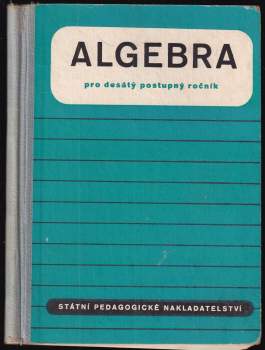 ALGEBRA
pro desátý postupný ročník
STÁTNÍ PEDAGOGICKÉ NAKLADATELSTVÍ